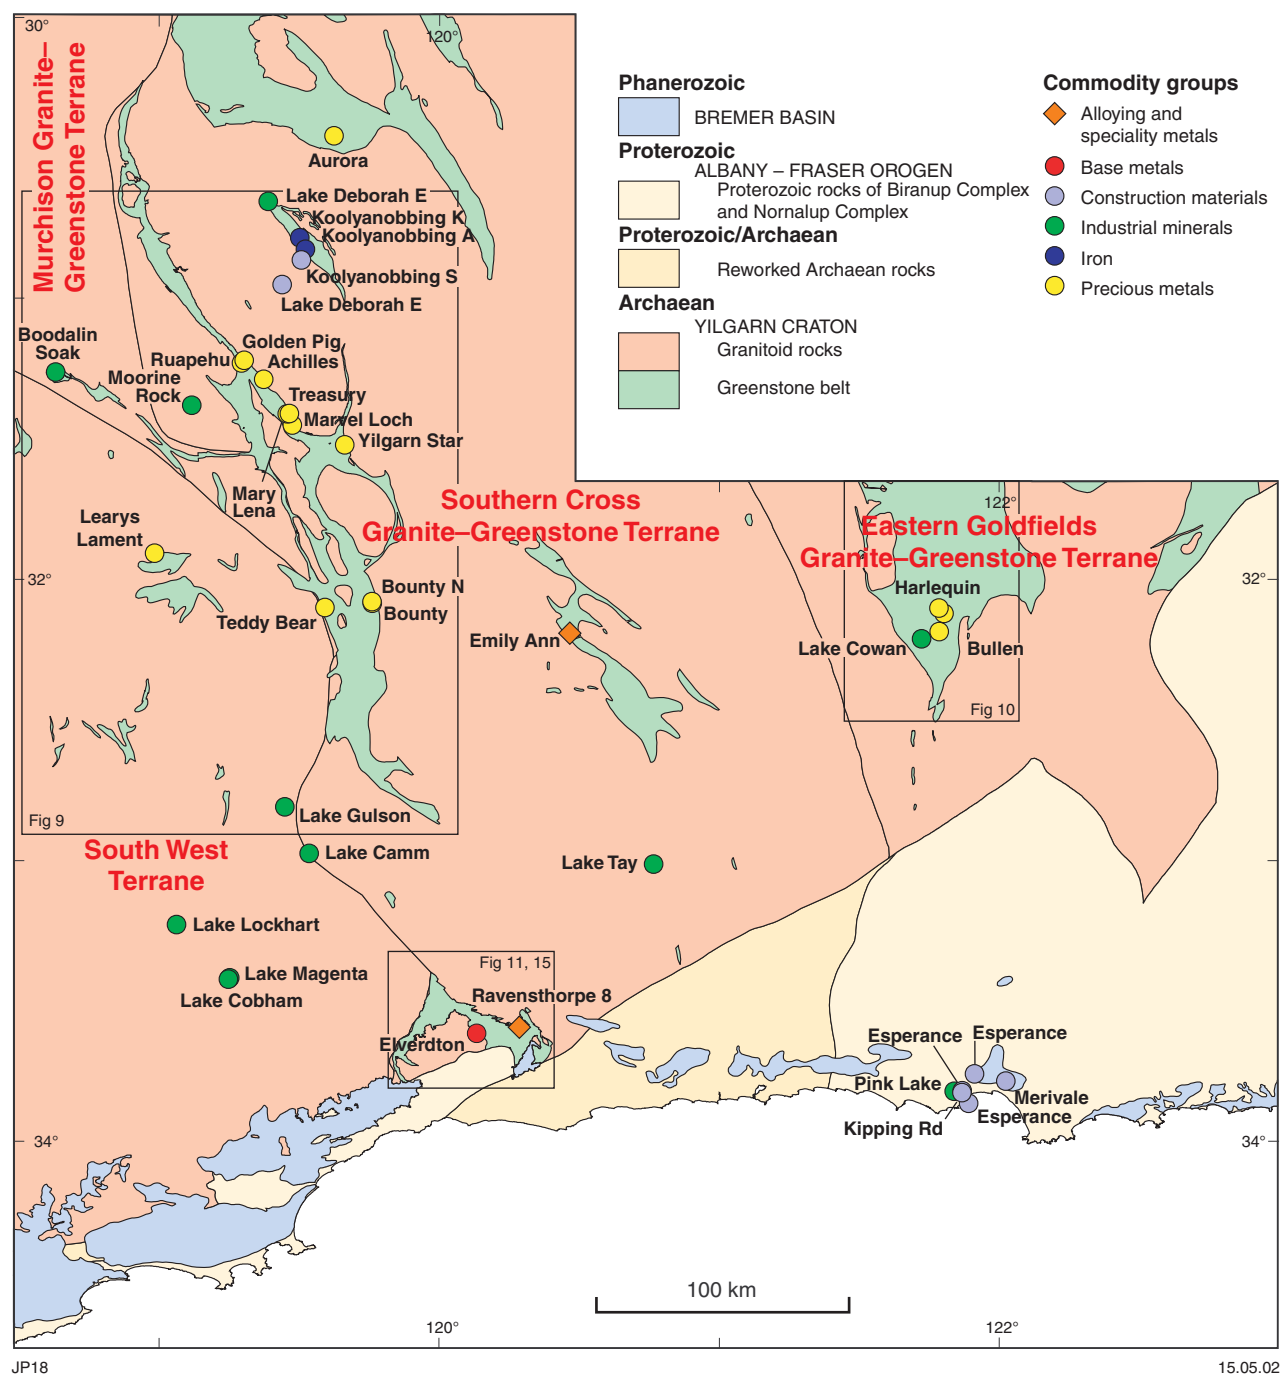 30°
120°
Murchison Granite–
Greenstone Terrane
Phanerozoic
BREMER BASIN
Proterozoic
ALBANY – FRASER OROGEN
Proterozoic rocks of Biranup Complex
and Nornalup Complex
Proterozoic/Archaean
Reworked Archaean rocks
Archaean
YILGARN CRATON
Granitoid rocks
Greenstone belt
Commodity groups
Alloying and
speciality metals
Base metals
Construction materials
Industrial minerals
Iron
Precious metals
Aurora
Lake Deborah E
Koolyanobbing K
Koolyanobbing A
Koolyanobbing S
Lake Deborah E
Boodalin
Soak
Golden Pig
Ruapehu
Achilles
Moorine
Rock
Treasury
Marvel Loch
Yilgarn Star
Mary
Lena
Southern Cross
Granite–Greenstone Terrane
122°
Eastern Goldfields
Granite–Greenstone Terrane
Learys
Lament
32°
32°
Bounty N
Bounty
Teddy Bear
Harlequin
Emily Ann
Lake Cowan
Bullen
Fig 10
Lake Gulson
Fig 9
South West
Terrane
Lake Camm
Lake Tay
Lake Lockhart
Fig 11, 15
Lake Magenta
Lake Cobham
Ravensthorpe 8
Elverdton
Esperance
Esperance
Pink Lake
Merivale
Esperance
Kipping Rd
34°
34°
100 km
120°
122°
JP18
15.05.02